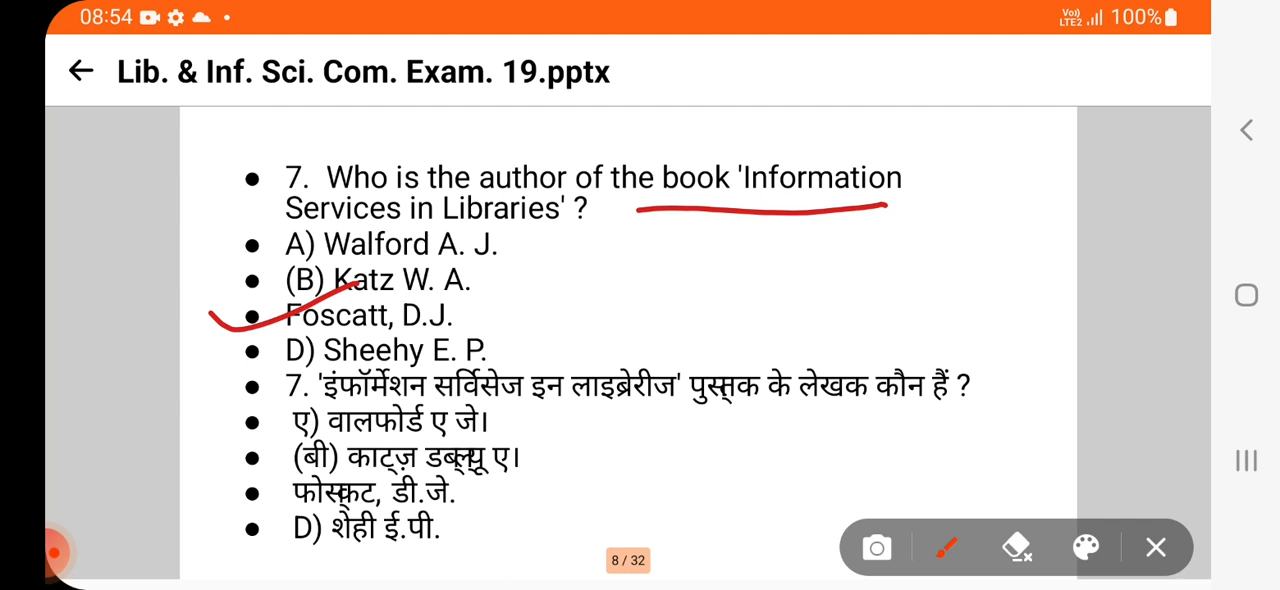 08:54
Vo)) LTE2 100%
Lib. & Inf. Sci. Com. Exam. 19.pptx
7. Who is the author of the book 'Information
Services in Libraries' ?
A) Walford A. J.
(B) Katz W. A.
Foscatt, D.J.
D) Sheehy E. P.
7. 'इंफॉर्मेशन सर्विसेज इन लाइब्रेरीज' पुस्तक के लेखक कौन हैं ?
ए) वालफोर्ड ए जे।
(बी) काट्ज़ डब्ल्यू ए।
फोस्कट, डी.जे.
D) शेही ई.पी.
8 / 32